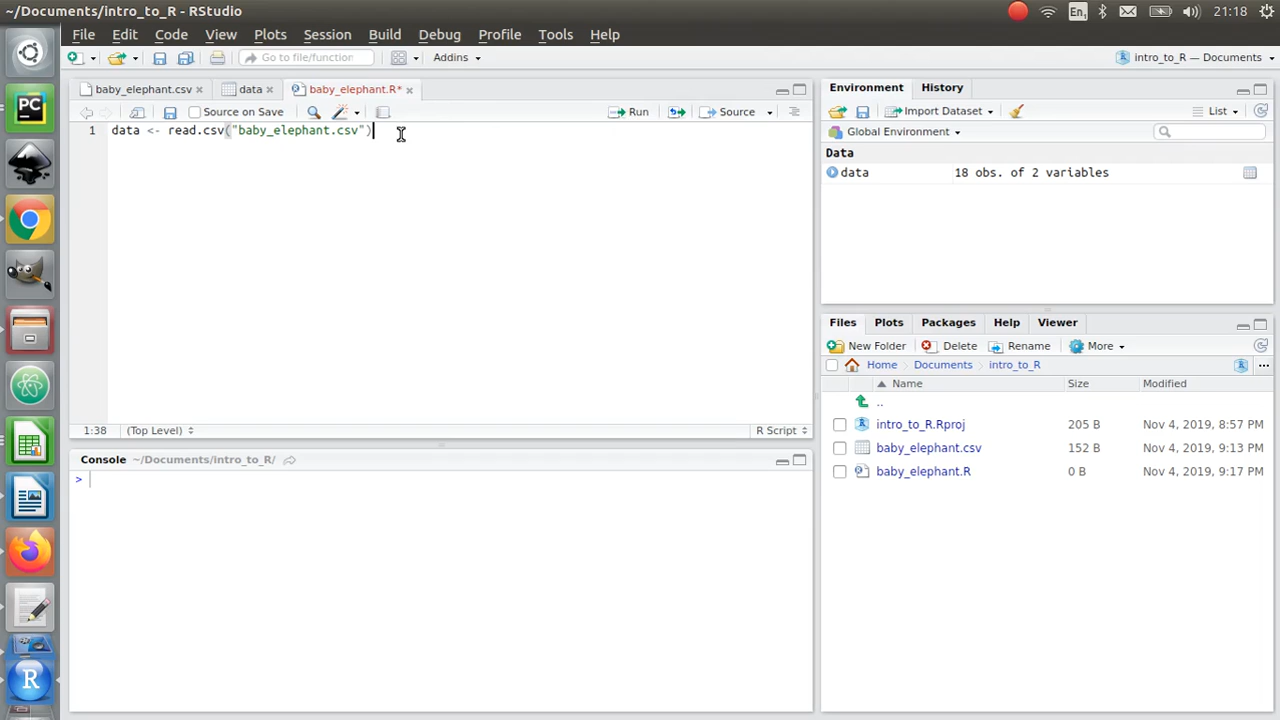 ~/Documents/intro_to_R - RStudio
En1
21:18
File Edit Code View Plots Session Build Debug Profile Tools Help
Go to file/function
Addins
intro_to_R — Documents
baby_elephant.csv
data
baby_elephant.R*
Source on Save
Run
Source
1 data <- read.csv("baby_elephant.csv")
1:38 (Top Level)
R Script
Console ~/Documents/intro_to_R/
>
Environment History
Import Dataset
List
Global Environment
Data
data 18 obs. of 2 variables
Files Plots Packages Help Viewer
New Folder Delete Rename More
Home Documents intro_to_R
Name Size Modified
..
intro_to_R.Rproj 205 B Nov 4, 2019, 8:57 PM
baby_elephant.csv 152 B Nov 4, 2019, 9:13 PM
baby_elephant.R 0 B Nov 4, 2019, 9:17 PM
PC
R